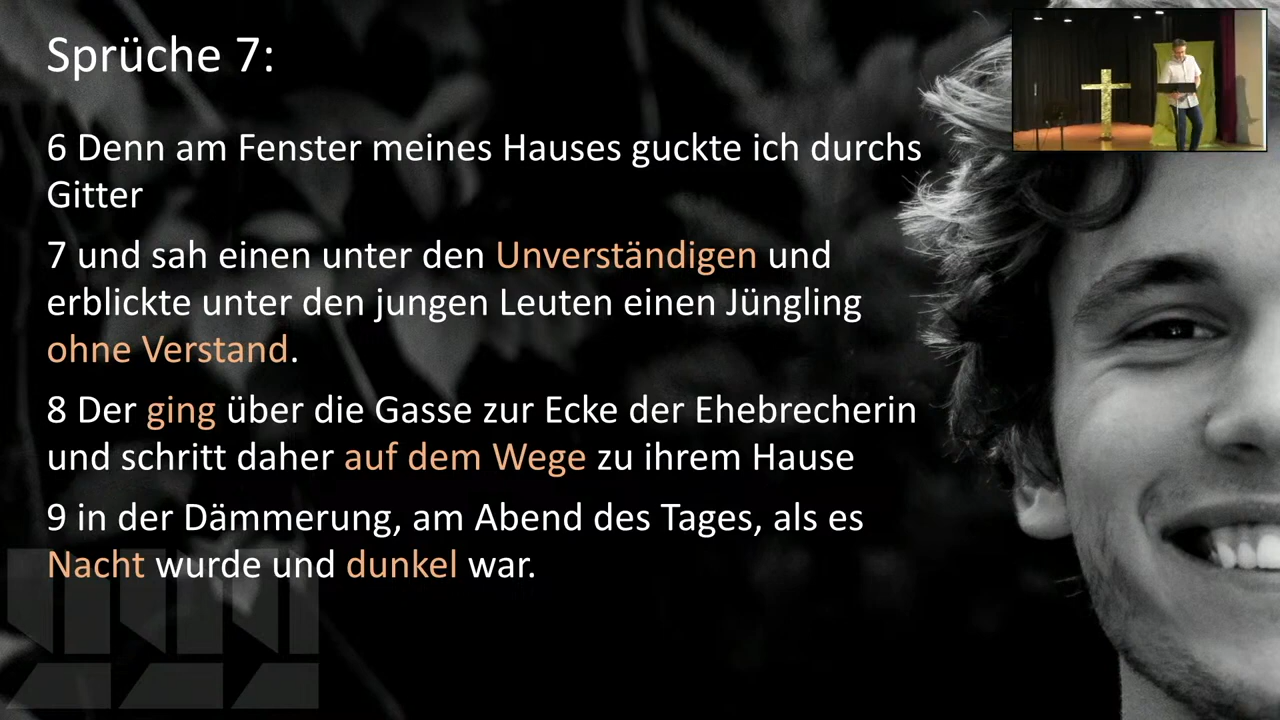 Sprüche 7:
6 Denn am Fenster meines Hauses guckte ich durchs
Gitter
7 und sah einen unter den Unverständigen und
erblickte unter den jungen Leuten einen Jüngling
ohne Verstand.
8 Der ging über die Gasse zur Ecke der Ehebrecherin
und schritt daher auf dem Wege zu ihrem Hause
9 in der Dämmerung, am Abend des Tages, als es
Nacht wurde und dunkel war.